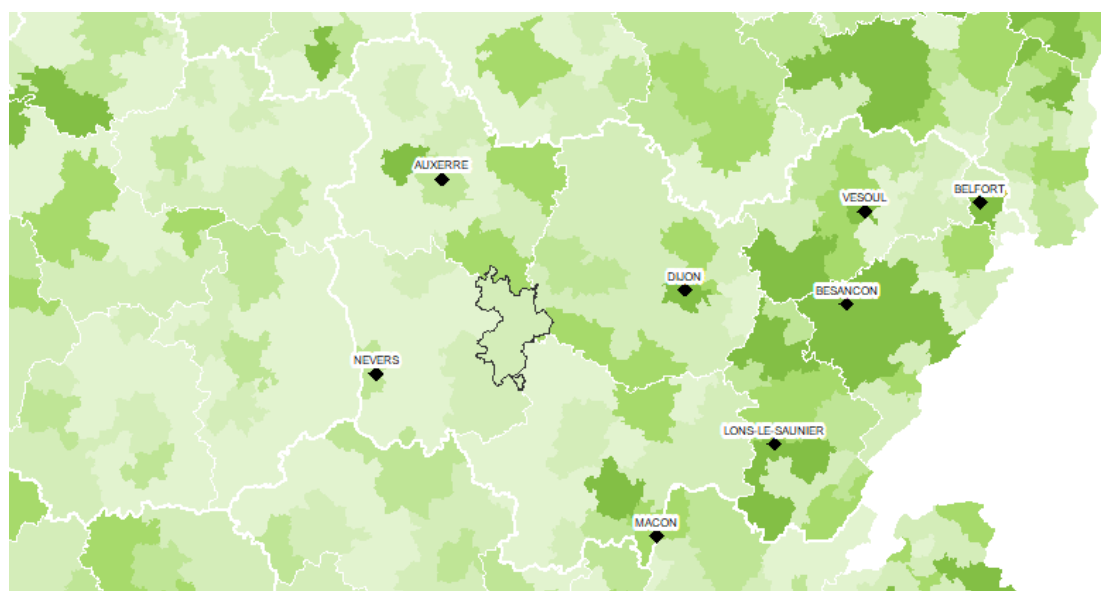 AUXERRE
BELFORT
VESOUL
DIJON
BESANCON
NEVERS
LONS-LE-SAUNIER
MACON